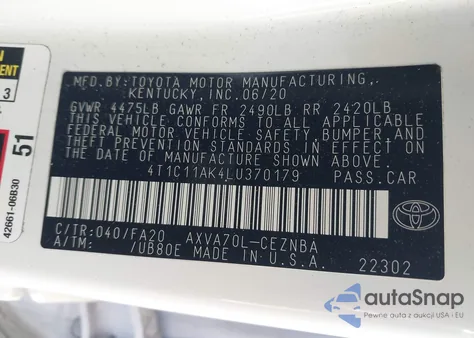 MFD.BY:TOYOTA MOTOR MANUFACTURING,
KENTUCKY, INC.06/20
GVWR 4475LB GAWR FR 2490LB RR 2420LB
THIS VEHICLE CONFORMS TO ALL APPLICABLE
FEDERAL MOTOR VEHICLE SAFETY, BUMPER, AND
THEFT PREVENTION STANDARDS IN EFFECT ON
THE DATE OF MANUFACTURE SHOWN ABOVE.
4T1C11AK4LU370179 PASS.CAR
C/TR:040/FA20 AXVA70L-CEZNBA
A/TM: /UB80E MADE IN U.S.A.
22302
TOYOTA
3
51
42661-06B30
autoSnap
Pewne auta z aukcji USA i EU